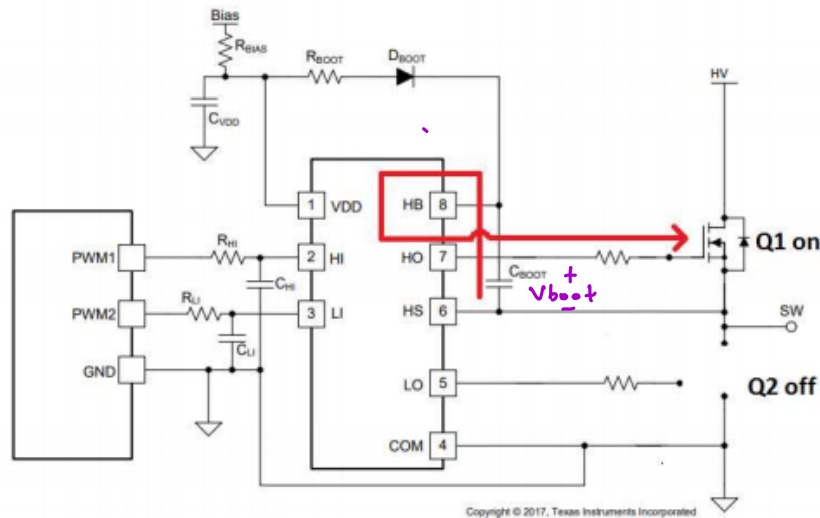 Bias
RBIAS
RBOOT
DBOOT
HV
CVDD
1
VDD
HB
8
PWM1
RHI
2
HI
HO
7
Q1 on
CHI
CBOOT
+
Vboot
-
PWM2
RLI
3
LI
HS
6
SW
CLI
GND
LO
5
Q2 off
COM
4
Copyright © 2017, Texas Instruments Incorporated